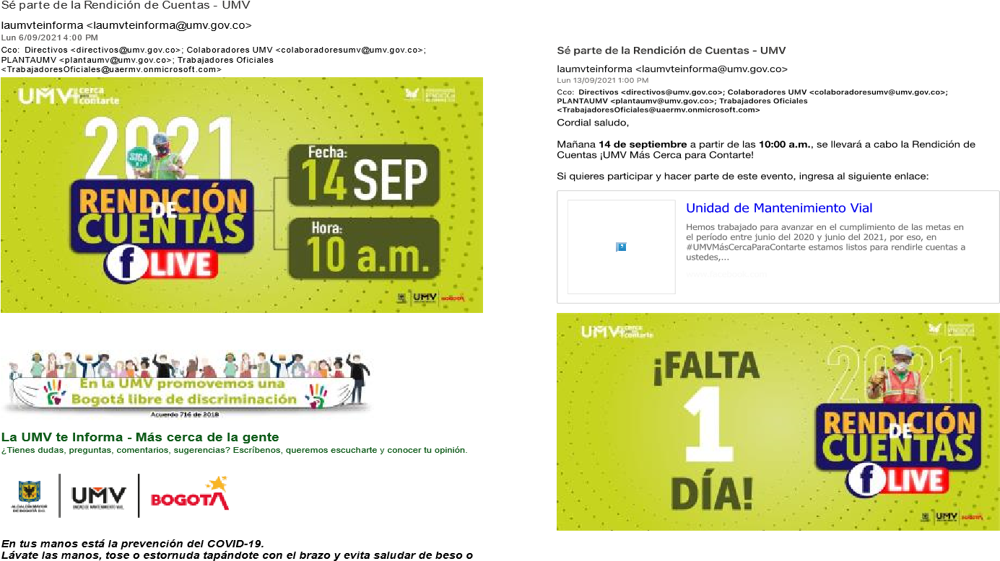 Sé parte de la Rendición de Cuentas - UMV
laumvteinforma <laumvteinforma@umv.gov.co>
Lun 6/09/2021 4:00 PM
Cco: Directivos <directivos@umv.gov.co>; Colaboradores UMV <colaboradoresumv@umv.gov.co>;
PLANTAUMV <plantaumv@umv.gov.co>; Trabajadores Oficiales
<TrabajadoresOficiales@uaermv.onmicrosoft.com>
UMV+ cerca
para
contarte
2021
SIGA
RENDICIÓN
DE
CUENTAS
f LIVE
Fecha:
14 SEP
Hora:
10 a.m.
UMV
BOGOTÁ
En la UMV promovemos una
Bogotá libre de discriminación
Acuerdo 716 de 2018
La UMV te Informa - Más cerca de la gente
¿Tienes dudas, preguntas, comentarios, sugerencias? Escríbenos, queremos escucharte y conocer tu opinión.
ALCALDÍA MAYOR
DE BOGOTÁ D.C.
UMV
UNIDAD DE MANTENIMIENTO VIAL
BOGOTÁ
En tus manos está la prevención del COVID-19.
Lávate las manos, tose o estornuda tapándote con el brazo y evita saludar de beso o
Sé parte de la Rendición de Cuentas - UMV
laumvteinforma <laumvteinforma@umv.gov.co>
Lun 13/09/2021 1:00 PM
Cco: Directivos <directivos@umv.gov.co>; Colaboradores UMV <colaboradoresumv@umv.gov.co>;
PLANTAUMV <plantaumv@umv.gov.co>; Trabajadores Oficiales
<TrabajadoresOficiales@uaermv.onmicrosoft.com>
Cordial saludo,
Mañana 14 de septiembre a partir de las 10:00 a.m., se llevará a cabo la Rendición de
Cuentas ¡UMV Más Cerca para Contarte!
Si quieres participar y hacer parte de este evento, ingresa al siguiente enlace:
Unidad de Mantenimiento Vial
Hemos trabajado para avanzar en el cumplimiento de las metas en
el período entre junio del 2020 y junio del 2021, por eso, en
#UMVMásCercaParaContarte estamos listos para rendirle cuentas a
ustedes,...
www.facebook.com
UMV+ cerca
para
contarte
¡FALTA
1
DÍA!
2021
RENDICIÓN
DE
CUENTAS
f LIVE
UMV
BOGOTÁ